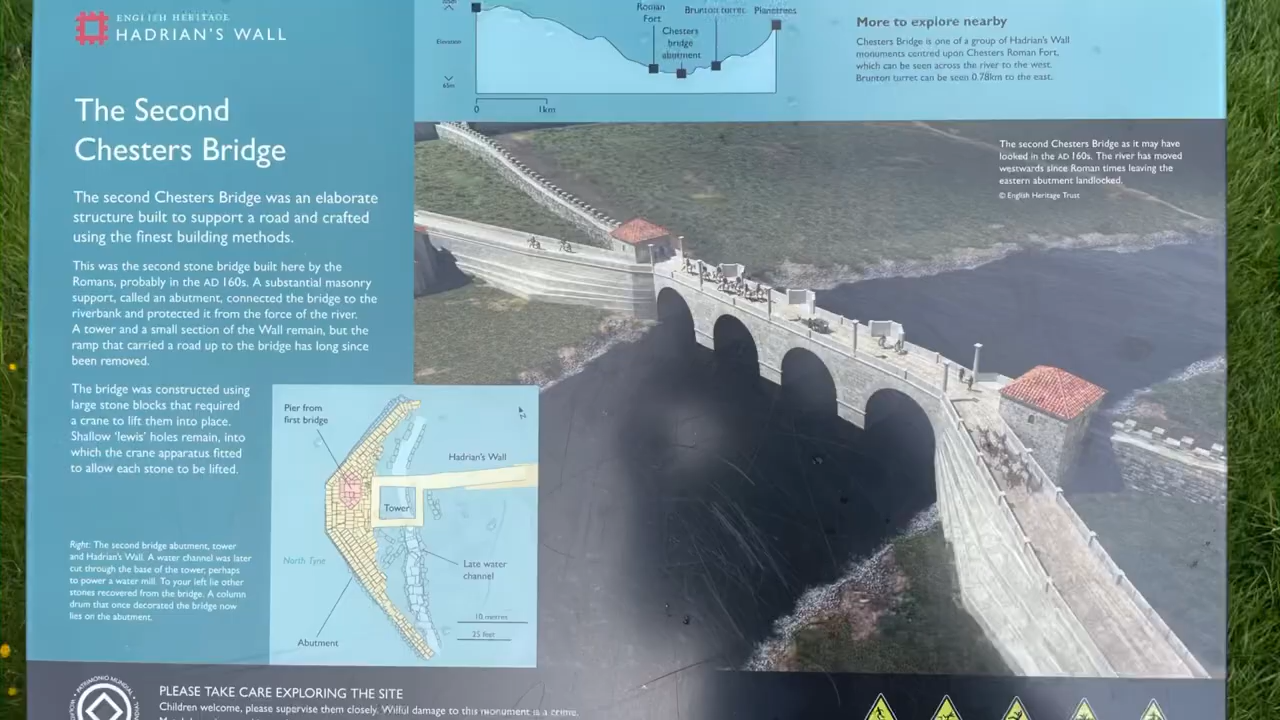 ENGLISH HERITAGE
HADRIAN'S WALL
The Second
Chesters Bridge
The second Chesters Bridge was an elaborate
structure built to support a road and crafted
using the finest building methods.
This was the second stone bridge built here by the
Romans, probably in the AD 160s. A substantial masonry
support, called an abutment, connected the bridge to the
riverbank and protected it from the force of the river.
A tower and a small section of the Wall remain, but the
ramp that carried a road up to the bridge has long since
been removed.
The bridge was constructed using
large stone blocks that required
a crane to lift them into place.
Shallow 'lewis' holes remain, into
which the crane apparatus fitted
to allow each stone to be lifted.
Right: The second bridge abutment, tower
and Hadrian's Wall. A water channel was later
cut through the base of the tower, perhaps
to power a water mill. To your left lie other
stones recovered from the bridge. A column
drum that once decorated the bridge now
lies on the abutment.
Pier from
first bridge
Hadrian's Wall
Tower
North Tyne
Late water
channel
10 metres
25 feet
Abutment
Elevation
65m
0
1km
Roman
Fort
Chesters
bridge
abutment
Brunton turret
Planetrees
More to explore nearby
Chesters Bridge is one of a group of Hadrian's Wall
monuments centred upon Chesters Roman Fort,
which can be seen across the river to the west.
Brunton turret can be seen 0.78km to the east.
The second Chesters Bridge as it may have
looked in the AD 160s. The river has moved
westwards since Roman times leaving the
eastern abutment landlocked.
© English Heritage Trust
PATRIMONIO MUNDIAL
PLEASE TAKE CARE EXPLORING THE SITE
Children welcome, please supervise them closely. Wilful damage to this monument is a crime.